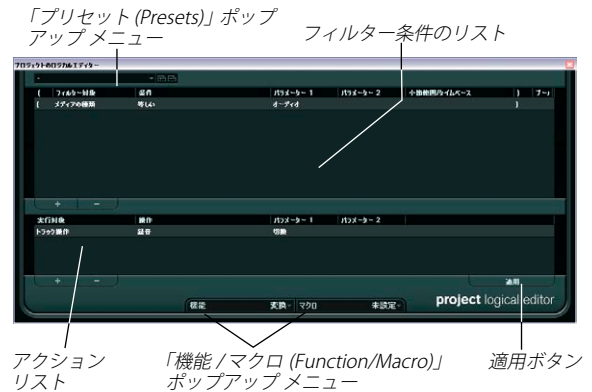 「プリセット (Presets)」ポップ
アップ メニュー
フィルター条件のリスト
プロジェクトのロジカルエディター
( フィルター対象 条件 パラメーター 1 パラメーター 2 小節範囲/タイムベース ) ブール
( メディアの種類 等しい オーディオ )
+ −
実行対象 操作 パラメーター 1 パラメーター 2
トラック操作 録音 切換
+ −
適用
機能 変換 マクロ 未設定
project logical editor
アクション
リスト
「機能 / マクロ (Function/Macro)」
ポップアップ メニュー
適用ボタン